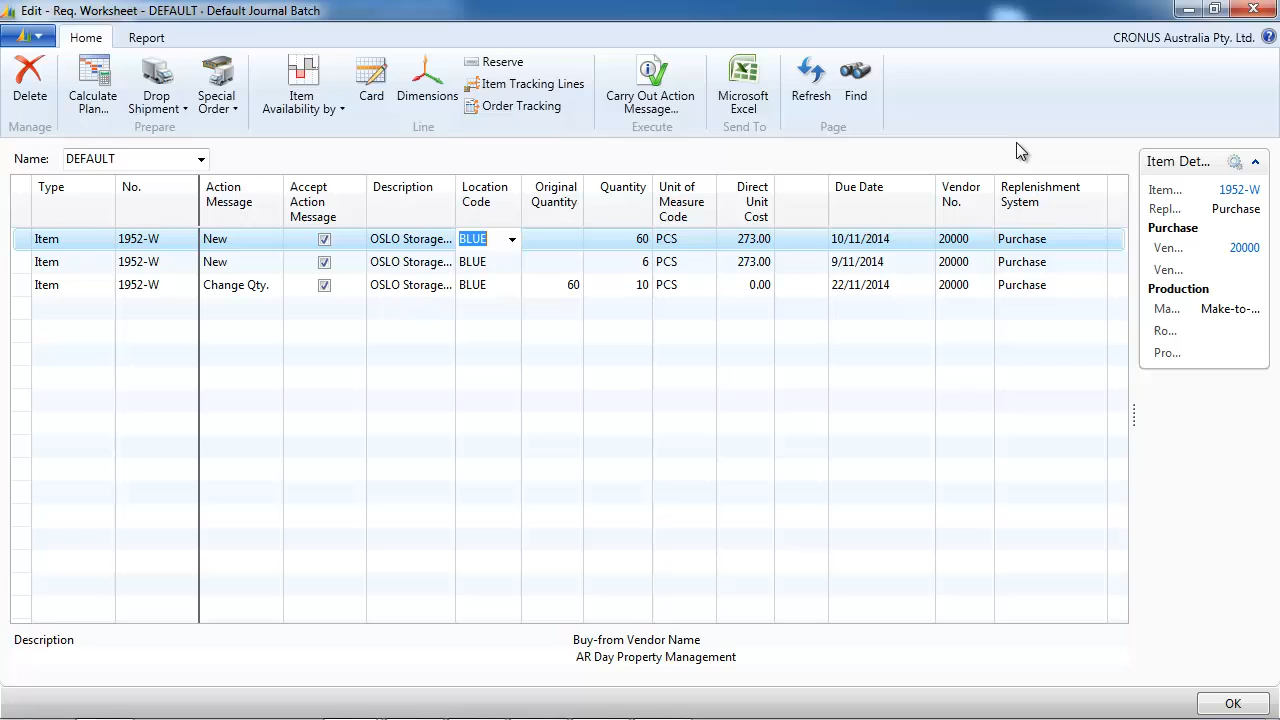 Edit - Req. Worksheet - DEFAULT · Default Journal Batch
Home Report CRONUS Australia Pty. Ltd.
Delete
Calculate Plan...
Drop Shipment
Special Order
Item Availability by
Card
Dimensions
Reserve
Item Tracking Lines
Order Tracking
Carry Out Action Message...
Microsoft Excel
Refresh
Find
Manage Prepare Line Execute Send To Page
Name: DEFAULT
Type No. Action Message Accept Action Message Description Location Code Original Quantity Quantity Unit of Measure Code Direct Unit Cost Due Date Vendor No. Replenishment System
Item 1952-W New OSLO Storage... BLUE 60 PCS 273.00 10/11/2014 20000 Purchase
Item 1952-W New OSLO Storage... BLUE 6 PCS 273.00 9/11/2014 20000 Purchase
Item 1952-W Change Qty. OSLO Storage... BLUE 60 10 PCS 0.00 22/11/2014 20000 Purchase
Item Det...
Item... 1952-W
Repl... Purchase
Purchase
Ven... 20000
Ven...
Production
Ma... Make-to-...
Ro...
Pro...
Description Buy-from Vendor Name
AR Day Property Management
OK